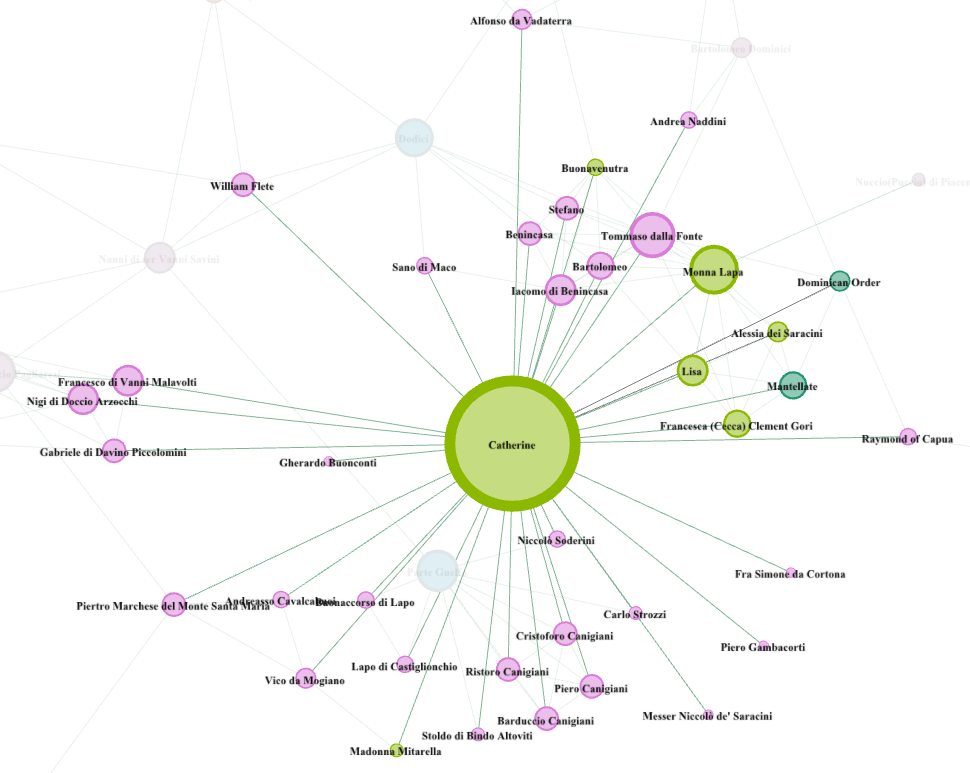 Alfonso da Vadaterra
Bartolomeo Dominici
Andrea Naddini
Dodici
Buonavenutra
William Flete
Stefano
Benincasa
Tommaso dalla Fonte
Nanni di ser Vanni Savini
Sano di Maco
Bartolomeo
Monna Lapa
Iacomo di Benincasa
Dominican Order
Alessia dei Saracini
Lisa
Francesco di Vanni Malavolti
Mantellate
Nigi di Doccio Arzocchi
Francesca (Cecca) Clement Gori
Raymond of Capua
Catherine
Gabriele di Davino Piccolomini
Gherardo Buonconti
Niccolò Soderini
Parte Guelfa
Fra Simone da Cortona
Piertro Marchese del Monte Santa Maria
Andreasso Cavalcabuoi
Buonaccorso di Lapo
Carlo Strozzi
Cristoforo Canigiani
Piero Gambacorti
Lapo di Castiglionchio
Ristoro Canigiani
Vico da Mogiano
Piero Canigiani
Messer Niccolò de' Saracini
Barduccio Canigiani
Stoldo di Bindo Altoviti
Madonna Mitarella